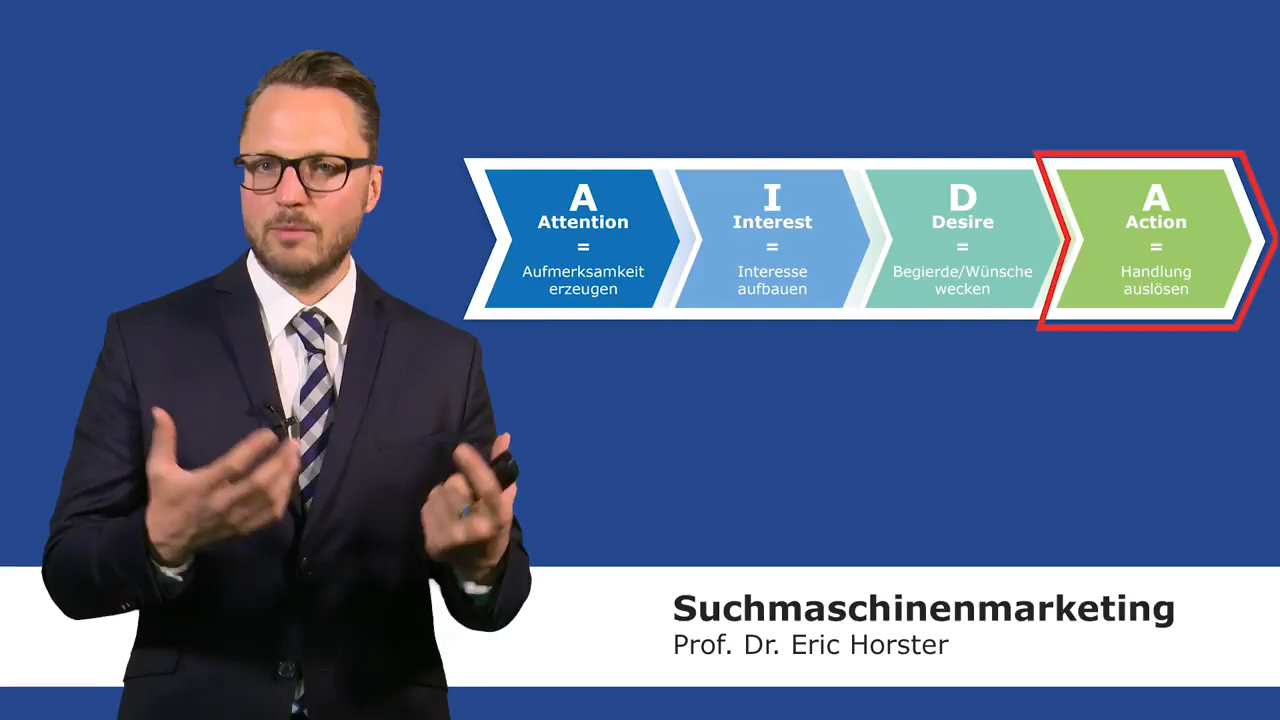 A
Attention
=
Aufmerksamkeit
erzeugen
I
Interest
=
Interesse
aufbauen
D
Desire
=
Begierde/Wünsche
wecken
A
Action
=
Handlung
auslösen
Suchmaschinenmarketing
Prof. Dr. Eric Horster